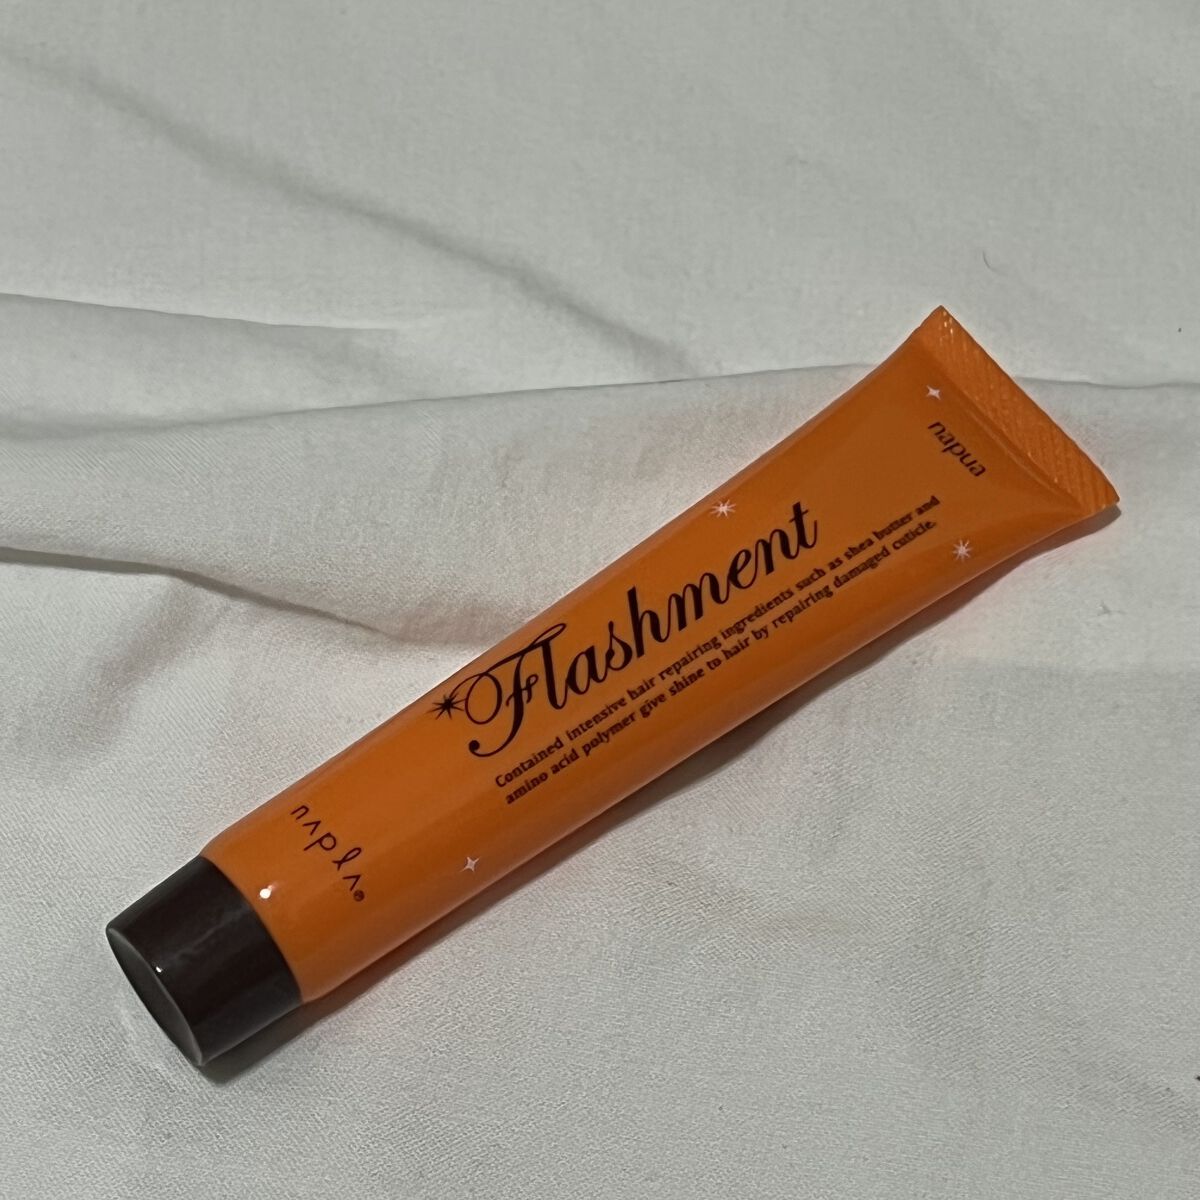 napua
Flashment
Contained intensive hair repairing ingredients such as shea butter and
amino acid polymer give shine to hair by repairing damaged cuticle.
napla®